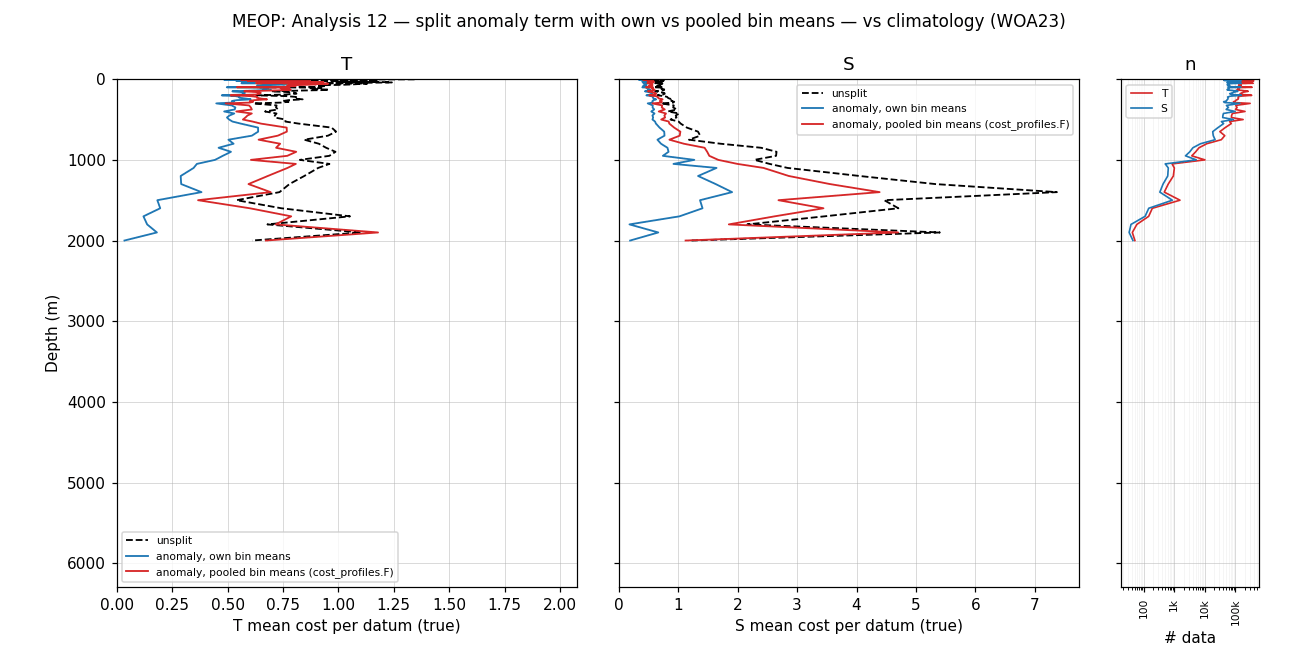 MEOP: Analysis 12 — split anomaly term with own vs pooled bin means — vs climatology (WOA23)
T
S
n
unsplit
anomaly, own bin means
anomaly, pooled bin means (cost_profiles.F)
T
S
0
1000
2000
3000
4000
5000
6000
Depth (m)
unsplit
anomaly, own bin means
anomaly, pooled bin means (cost_profiles.F)
0.00 0.25 0.50 0.75 1.00 1.25 1.50 1.75 2.00
T mean cost per datum (true)
0 1 2 3 4 5 6 7
S mean cost per datum (true)
100 1k 10k 100k
# data